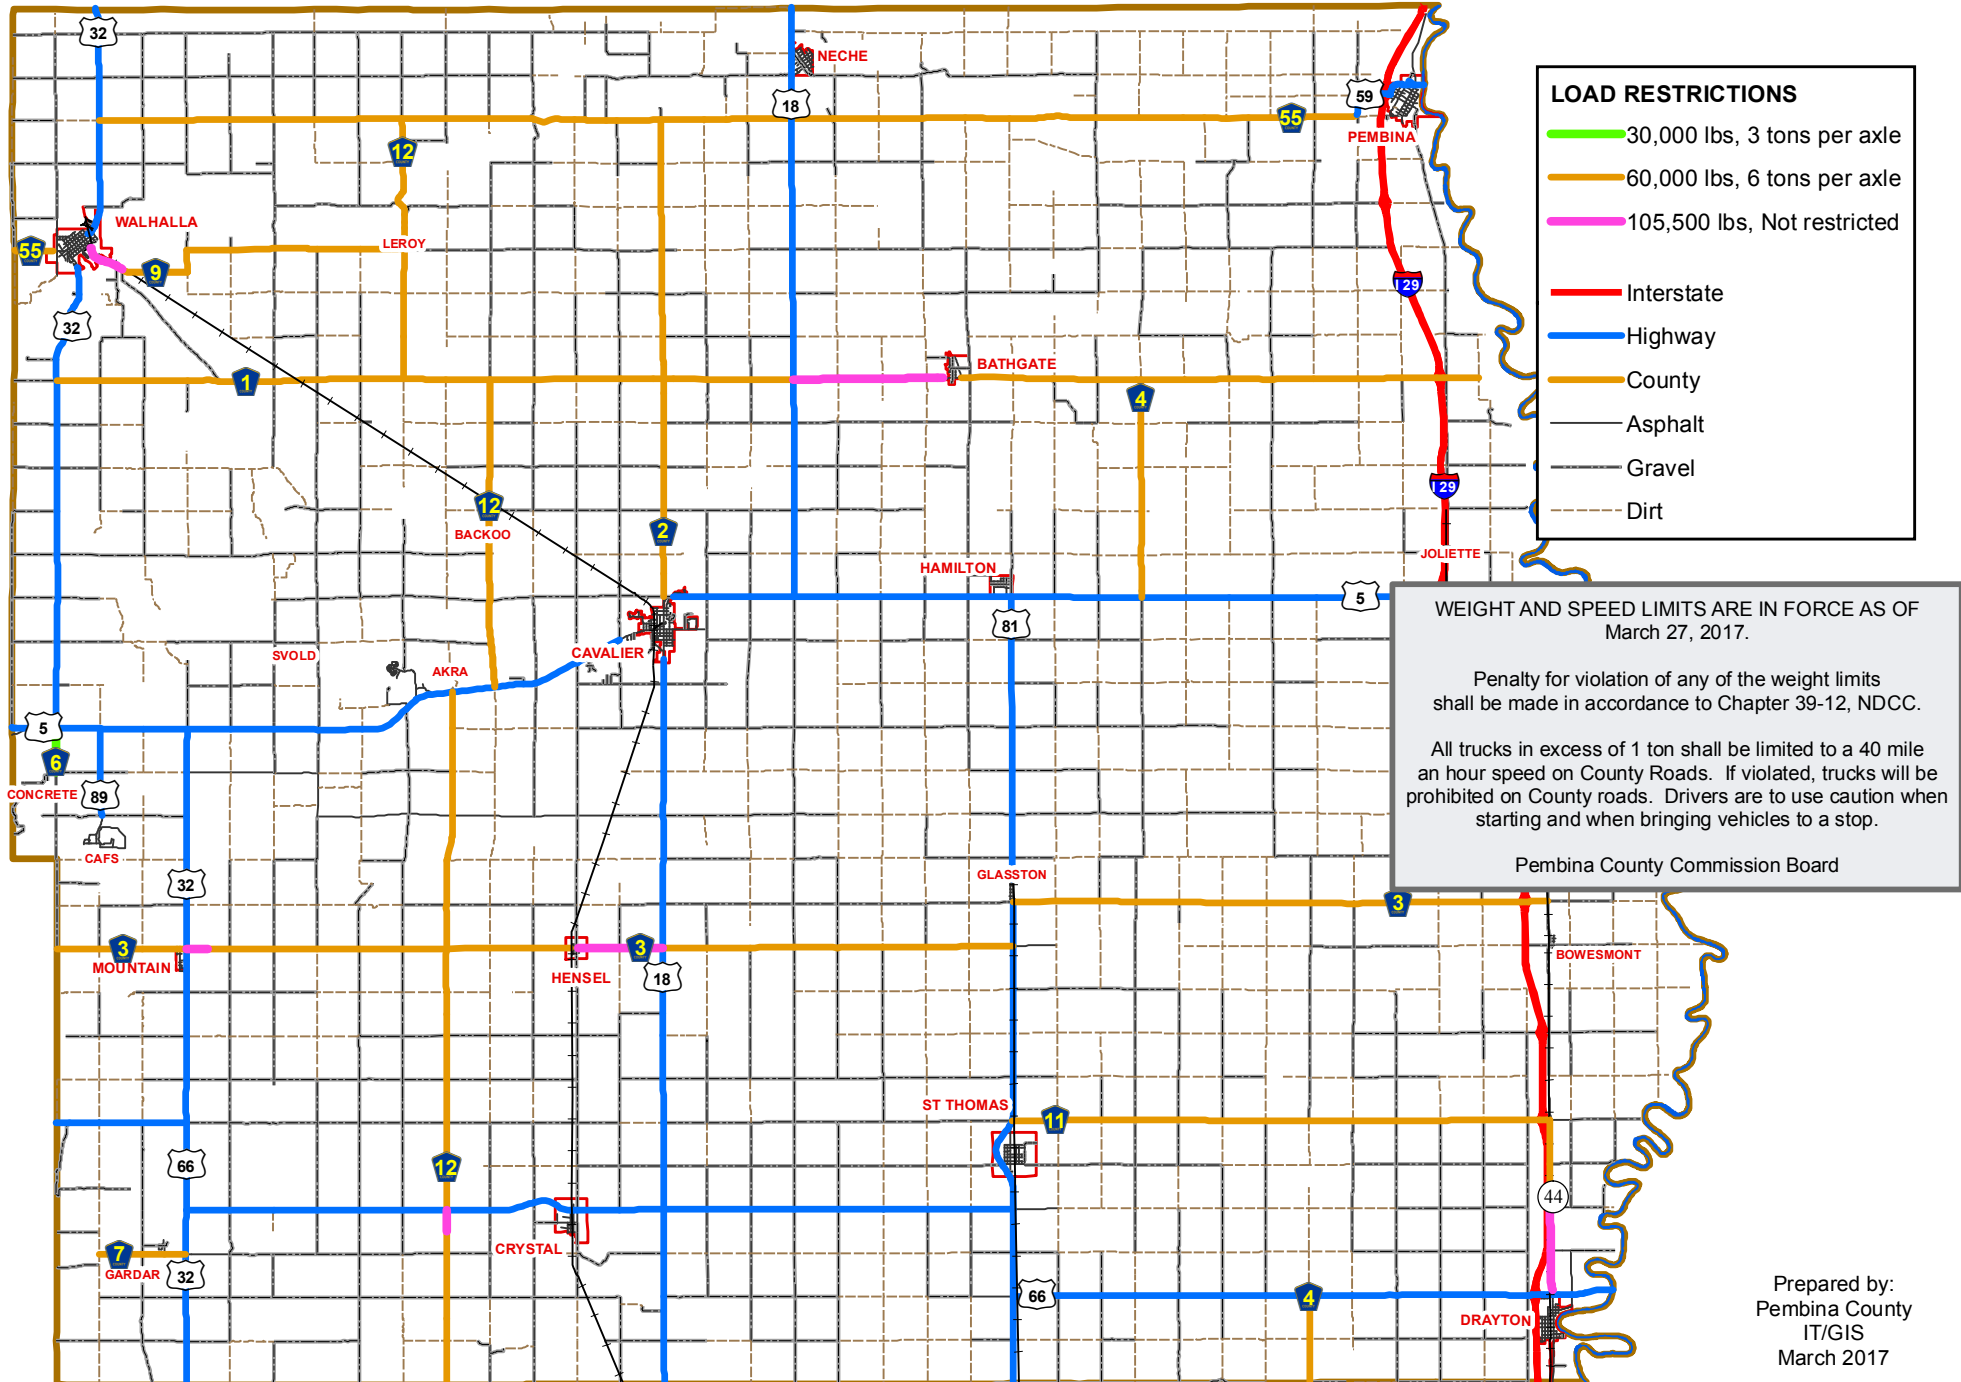 32
NECHE
18
59
PEMBINA
55
12
WALHALLA
55
LEROY
9
I 29
32
BATHGATE
1
4
I 29
12
BACKOO
2
JOLIETTE
HAMILTON
5
81
CAVALIER
SVOLD
AKRA
5
6
CONCRETE
89
CAFS
32
GLASSTON
3
3
MOUNTAIN
3
HENSEL
18
BOWESMONT
ST THOMAS
11
66
12
44
CRYSTAL
7
GARDAR
32
66
4
DRAYTON
LOAD RESTRICTIONS
30,000 lbs, 3 tons per axle
60,000 lbs, 6 tons per axle
105,500 lbs, Not restricted
Interstate
Highway
County
Asphalt
Gravel
Dirt
WEIGHT AND SPEED LIMITS ARE IN FORCE AS OF
March 27, 2017.
Penalty for violation of any of the weight limits
shall be made in accordance to Chapter 39-12, NDCC.
All trucks in excess of 1 ton shall be limited to a 40 mile
an hour speed on County Roads.  If violated, trucks will be
prohibited on County roads.  Drivers are to use caution when
starting and when bringing vehicles to a stop.
Pembina County Commission Board
Prepared by:
Pembina County
IT/GIS
March 2017